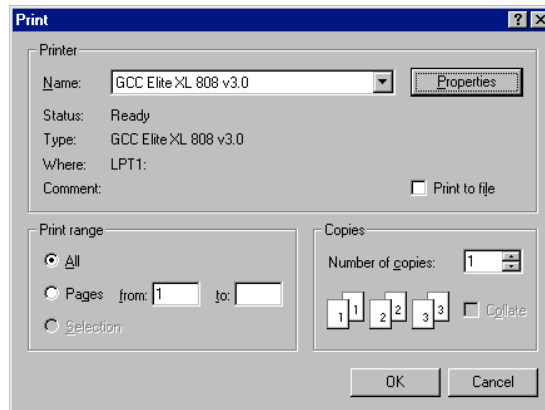 Print
Printer
Name: GCC Elite XL 808 v3.0 Properties
Status: Ready
Type: GCC Elite XL 808 v3.0
Where: LPT1:
Comment: Print to file
Print range
All
Pages from: 1 to:
Selection
Copies
Number of copies: 1
1 1 2 2 3 3 Collate
OK Cancel